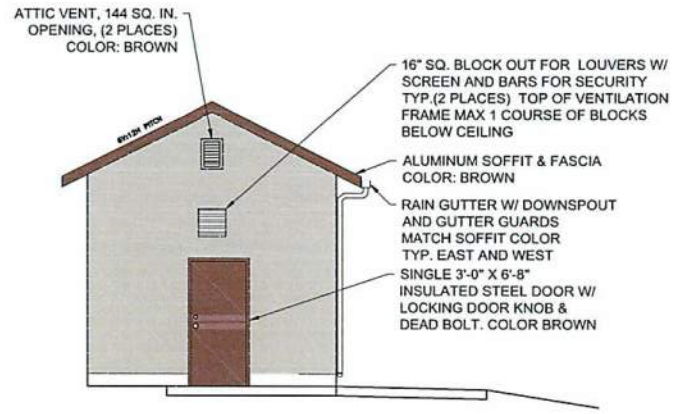 ATTIC VENT, 144 SQ. IN.
OPENING, (2 PLACES)
COLOR: BROWN
16" SQ. BLOCK OUT FOR LOUVERS W/
SCREEN AND BARS FOR SECURITY
TYP.(2 PLACES) TOP OF VENTILATION
FRAME MAX 1 COURSE OF BLOCKS
BELOW CEILING
6V:12H PITCH
ALUMINUM SOFFIT & FASCIA
COLOR: BROWN
RAIN GUTTER W/ DOWNSPOUT
AND GUTTER GUARDS
MATCH SOFFIT COLOR
TYP. EAST AND WEST
SINGLE 3'-0" X 6'-8"
INSULATED STEEL DOOR W/
LOCKING DOOR KNOB &
DEAD BOLT. COLOR BROWN